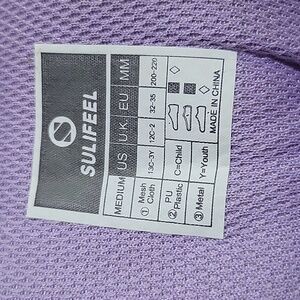 SULIFEEL
MEDIUM US U.K. EU MM
13C-3Y 12C-2 32-35 200-220
① Mesh Cloth
C=Child
PU
② Plastic
Y=Youth
③ Metal
MADE IN CHINA